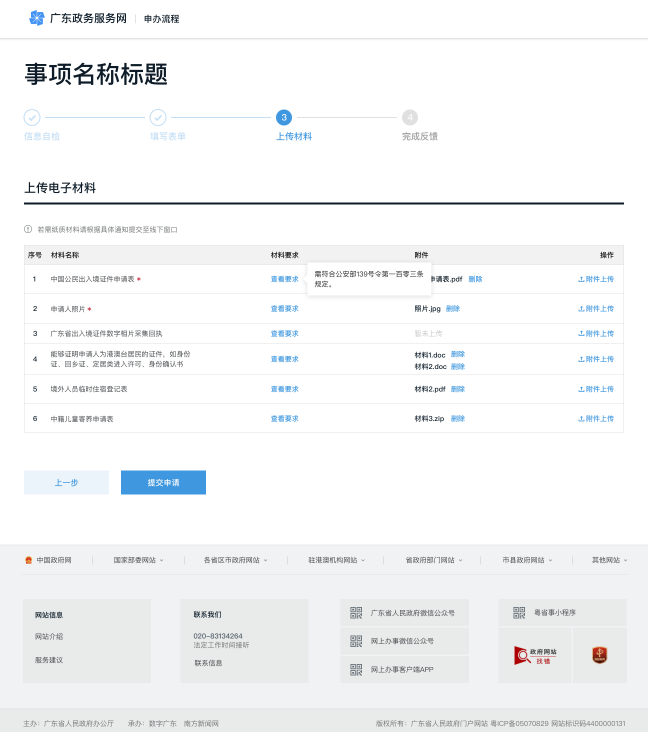 广东政务服务网 申办流程
事项名称标题
3 4
信息自检 填写表单 上传材料 完成反馈
上传电子材料
若需纸质材料请根据具体通知提交至线下窗口
序号 材料名称 材料要求 附件 操作
需符合公安部139号令第一百零三条
规定。
1 中国公民出入境证件申请表 * 查看要求 申请表.pdf 删除 附件上传
2 申请人照片 * 查看要求 照片.jpg 删除 附件上传
3 广东省出入境证件数字相片采集回执 查看要求 暂未上传 附件上传
能够证明申请人为港澳台居民的证件，如身份 材料1.doc 删除
4 查看要求 附件上传
证、回乡证、定居类进入许可、身份确认书 材料2.doc 删除
5 境外人员临时住宿登记表 查看要求 材料2.pdf 删除 附件上传
6 中籍儿童寄养申请表 查看要求 材料3.zip 删除 附件上传
上一步 提交申请
中国政府网 国家部委网站 各省区市政府网站 驻港澳机构网站 省政府部门网站 市县政府网站 其他网站
网站信息 联系我们 广东省人民政府微信公众号 粤省事小程序
网站介绍 020-83134264 网上办事微信公众号
法定工作时间接听
服务建议 联系信息 网上办事客户端APP
政府网站
找错
主办：广东省人民政府办公厅 承办：数字广东 南方新闻网 版权所有：广东省人民政府门户网站 粤ICP备05070829 网站标识码4400000131